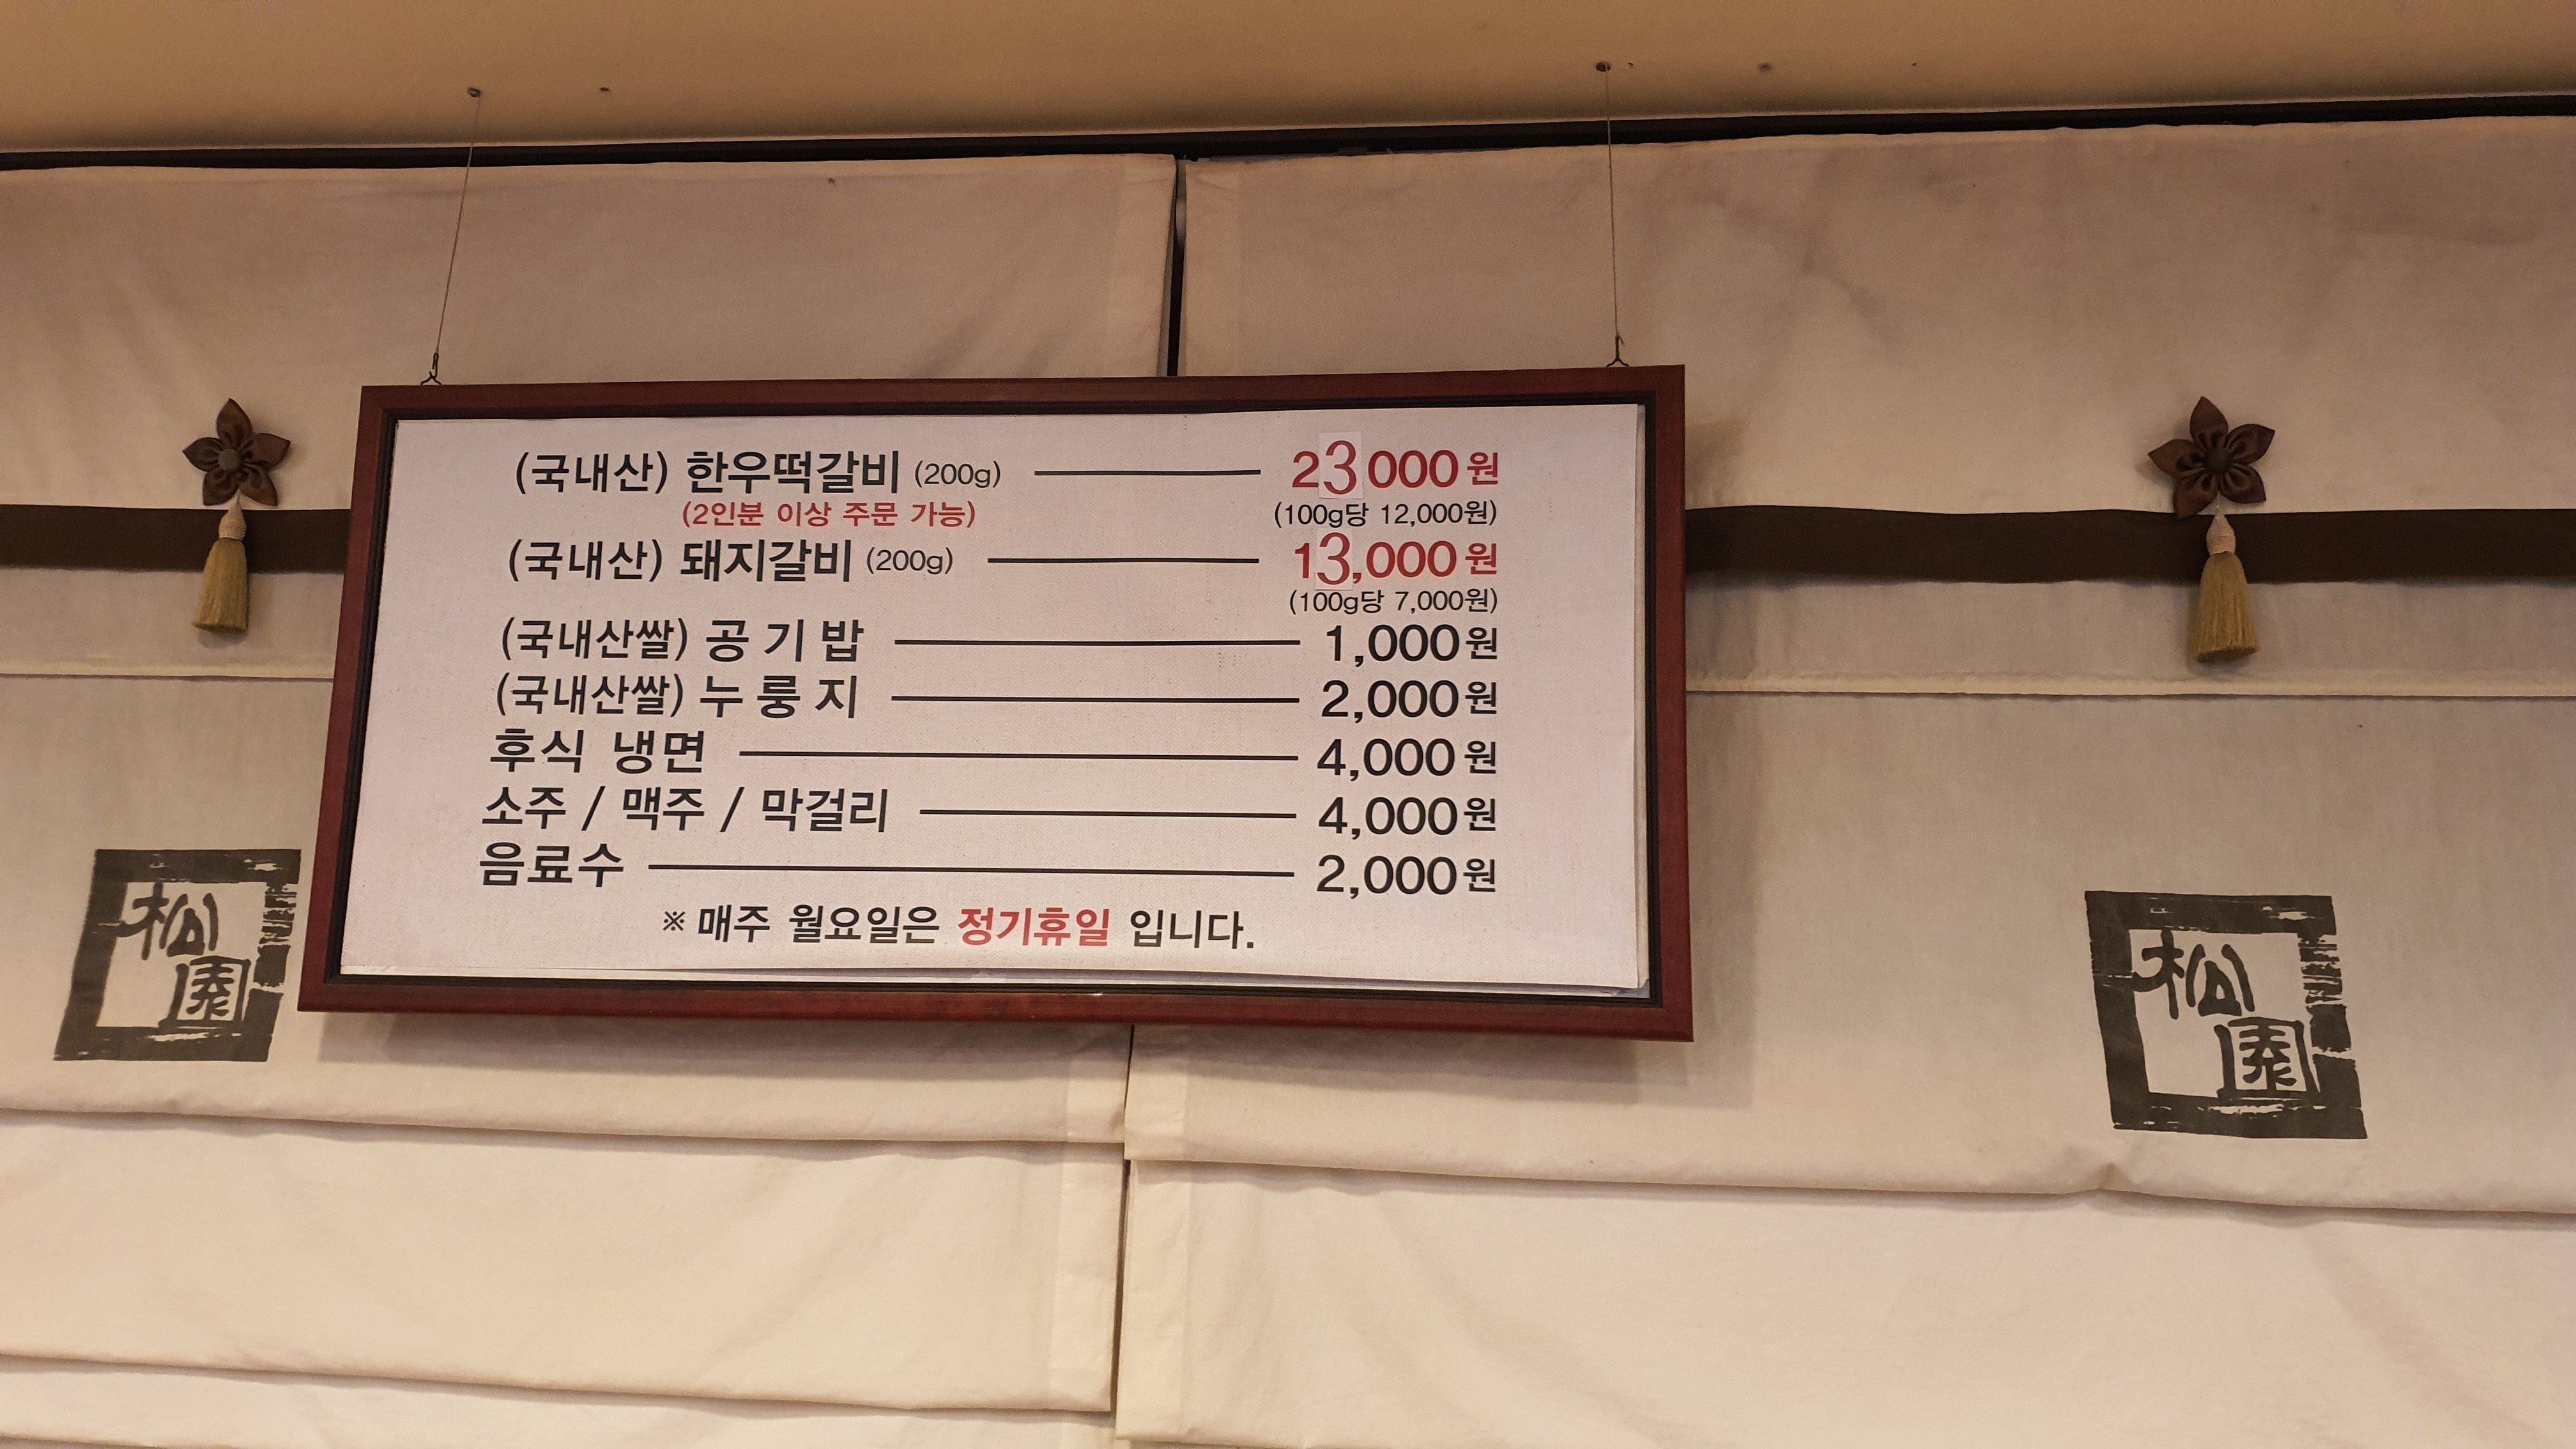 (국내산) 한우떡갈비 (200g) 23000원
(2인분 이상 주문 가능) (100g당 12,000원)
(국내산) 돼지갈비 (200g) 13,000원
(100g당 7,000원)
(국내산쌀) 공기밥 1,000원
(국내산쌀) 누룽지 2,000원
후식 냉면 4,000원
소주 / 맥주 / 막걸리 4,000원
음료수 2,000원
※ 매주 월요일은 정기휴일 입니다.
松園
松園